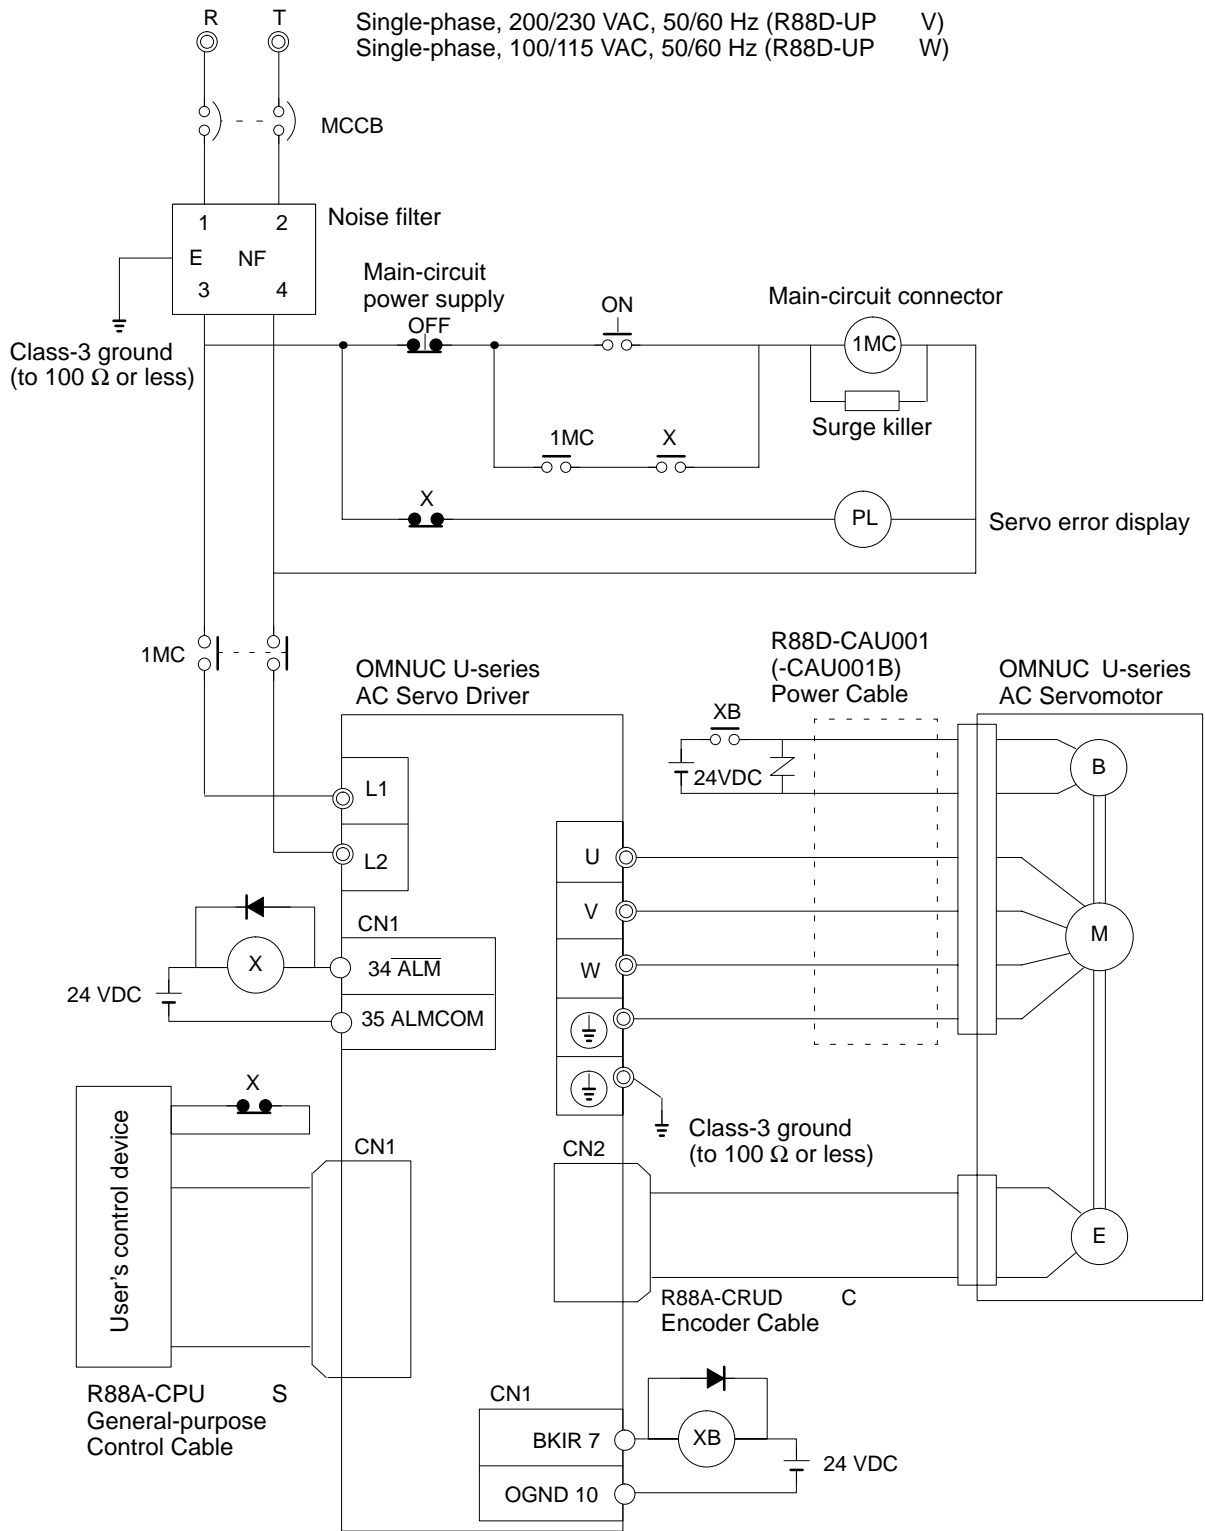 R T Single-phase, 200/230 VAC, 50/60 Hz (R88D-UP V)
Single-phase, 100/115 VAC, 50/60 Hz (R88D-UP W)
MCCB
1 2 Noise filter
E NF
3 4
Class-3 ground
(to 100 Ω or less)
Main-circuit
power supply
OFF
ON
Main-circuit connector
1MC
Surge killer
1MC X
X
PL
Servo error display
1MC
OMNUC U-series
AC Servo Driver
R88D-CAU001
(-CAU001B)
Power Cable
OMNUC U-series
AC Servomotor
XB
24VDC
B
L1
L2
U
V
W
M
CN1
X
34 ALM
24 VDC
35 ALMCOM
X
User's control device
CN1
Class-3 ground
(to 100 Ω or less)
CN2
E
R88A-CRUD C
Encoder Cable
R88A-CPU S
General-purpose
Control Cable
CN1
BKIR 7
XB
24 VDC
OGND 10